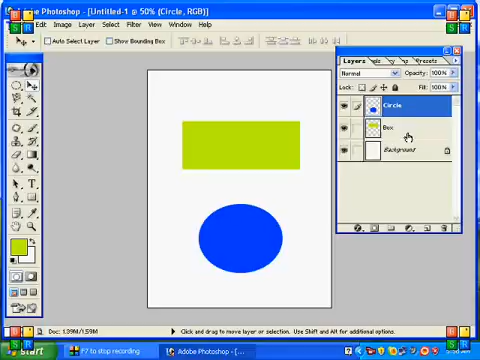 Adobe Photoshop - [Untitled-1 @ 50% (Circle, RGB)]
Edit Image Layer Select Filter View Window Help
Auto Select Layer Show Bounding Box
Layers Presets
Normal Opacity: 100%
Lock: Fill: 100%
Circle
Box
Background
Doc: 1.39M/1.59M Click and drag to move layer or selection. Use Shift and Alt for additional options.
start F7 to stop recording Adobe Photoshop - [...